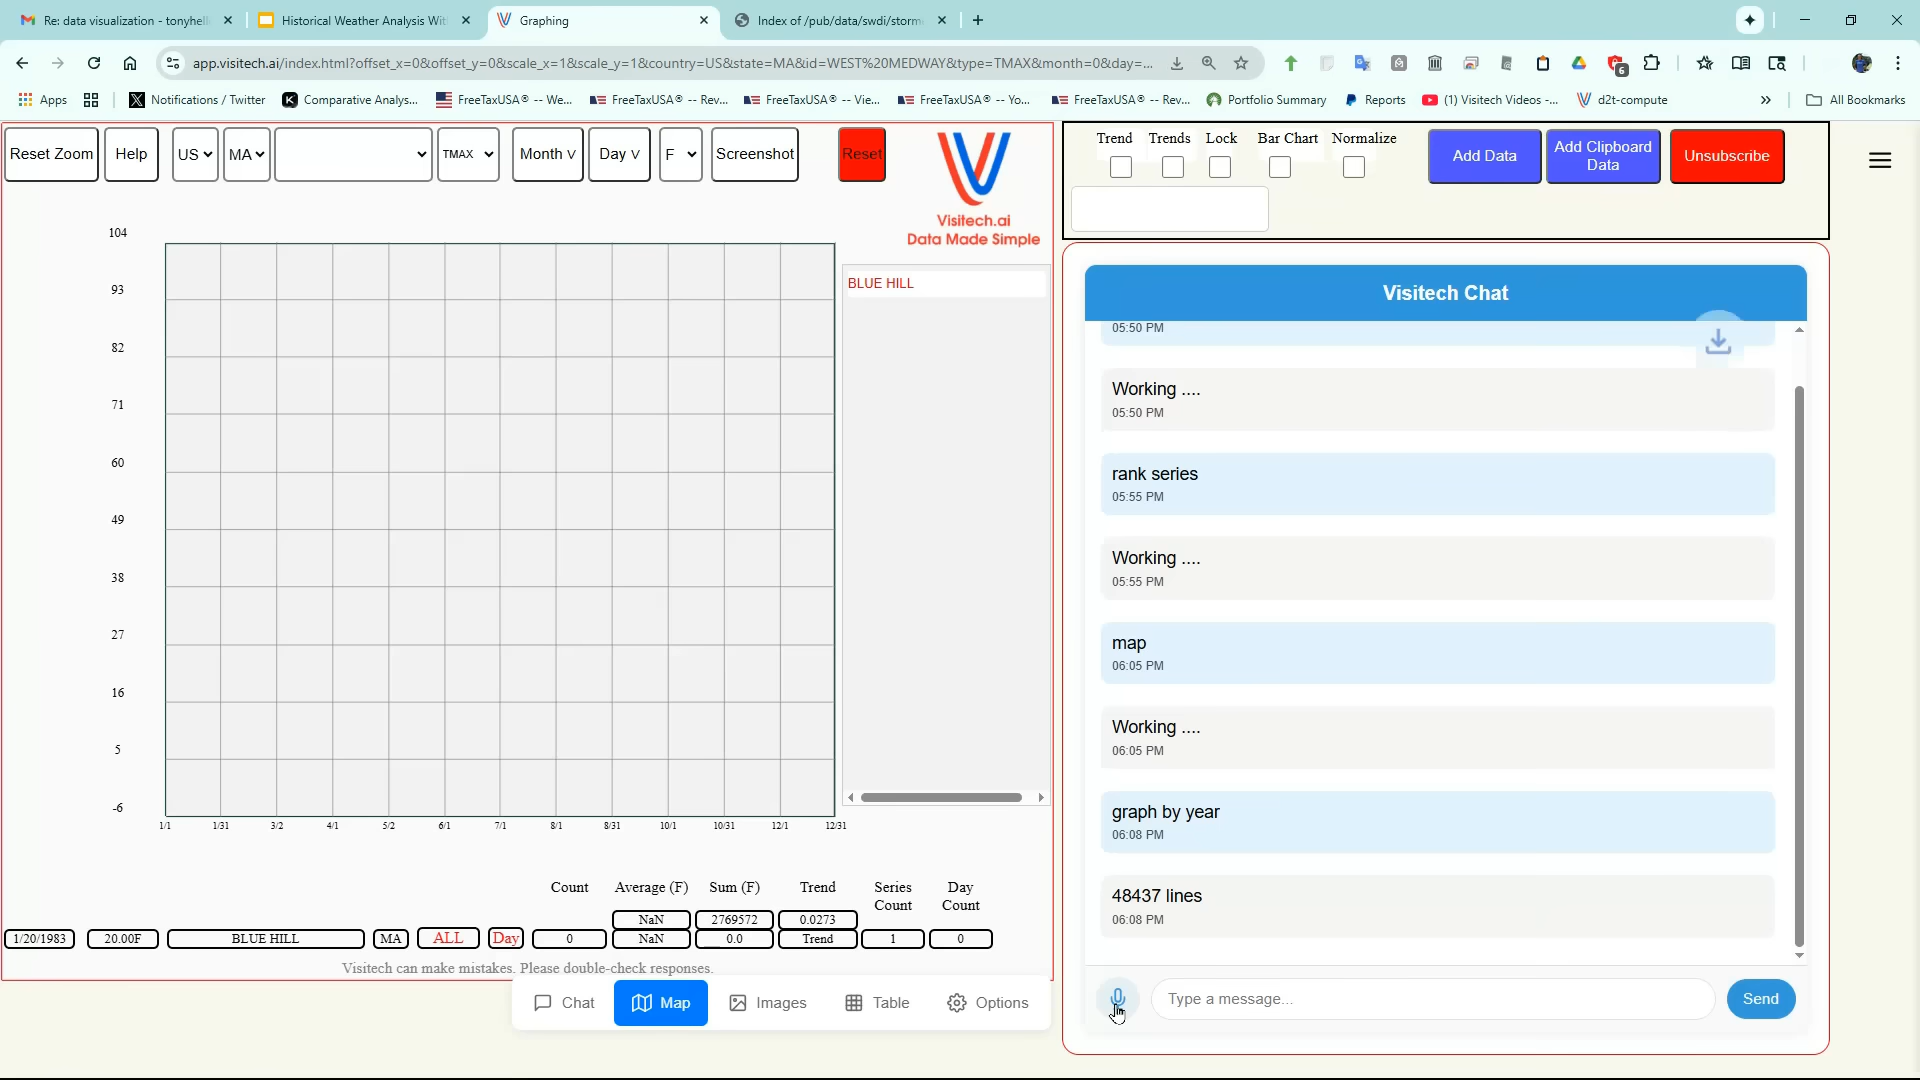 Re: data visualization - tonyhell
Historical Weather Analysis Wit
Graphing
Index of /pub/data/swdi/storm
app.visitech.ai/index.html?offset_x=0&offset_y=0&scale_x=1&scale_y=1&country=US&state=MA&id=WEST%20MEDWAY&type=TMAX&month=0&day=...
6
Apps
Notifications / Twitter
Comparative Analys...
FreeTaxUSA® -- We...
FreeTaxUSA® -- Rev...
FreeTaxUSA® -- Vie...
FreeTaxUSA® -- Yo...
FreeTaxUSA® -- Rev...
Portfolio Summary
Reports
(1) Visitech Videos -...
d2t-compute
»
All Bookmarks
Reset Zoom
Help
US
MA
TMAX
Month V
Day V
F
Screenshot
Reset
Visitech.ai
Data Made Simple
Trend
Trends
Lock
Bar Chart
Normalize
Add Data
Add Clipboard
Data
Unsubscribe
104
93
82
71
60
49
38
27
16
5
-6
1/1
1/31
3/2
4/1
5/2
6/1
7/1
8/1
8/31
10/1
10/31
12/1
12/31
BLUE HILL
Count
Average (F)
Sum (F)
Trend
Series
Count
Day
Count
NaN
2769572
0.0273
1/20/1983
20.00F
BLUE HILL
MA
ALL
Day
0
NaN
0.0
Trend
1
0
Visitech can make mistakes. Please double-check responses.
Chat
Map
Images
Table
Options
Visitech Chat
05:50 PM
Working ....
05:50 PM
rank series
05:55 PM
Working ....
05:55 PM
map
06:05 PM
Working ....
06:05 PM
graph by year
06:08 PM
48437 lines
06:08 PM
Type a message...
Send